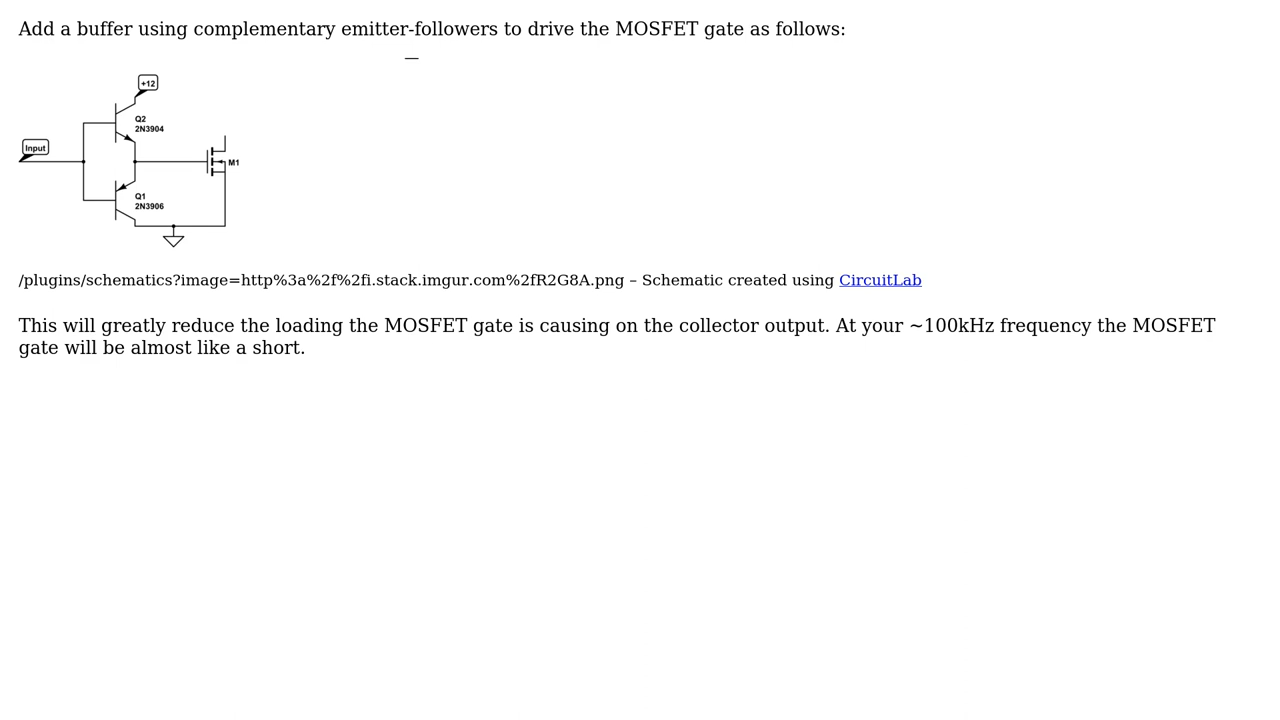 Add a buffer using complementary emitter-followers to drive the MOSFET gate as follows:
+12
Q2
2N3904
Input
M1
Q1
2N3906
/plugins/schematics?image=http%3a%2f%2fi.stack.imgur.com%2fR2G8A.png – Schematic created using CircuitLab
This will greatly reduce the loading the MOSFET gate is causing on the collector output. At your ~100kHz frequency the MOSFET
gate will be almost like a short.